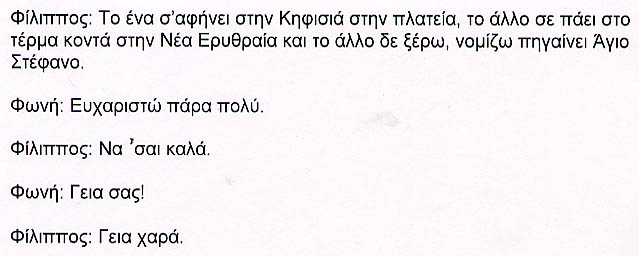 Φίλιππος: Το ένα σ'αφήνει στην Κηφισιά στην πλατεία, το άλλο σε πάει στο
τέρμα κοντά στην Νέα Ερυθραία και το άλλο δε ξέρω, νομίζω πηγαίνει Άγιο
Στέφανο.
Φωνή: Ευχαριστώ πάρα πολύ.
Φίλιππος: Να ’σαι καλά.
Φωνή: Γεια σας!
Φίλιππος: Γεια χαρά.